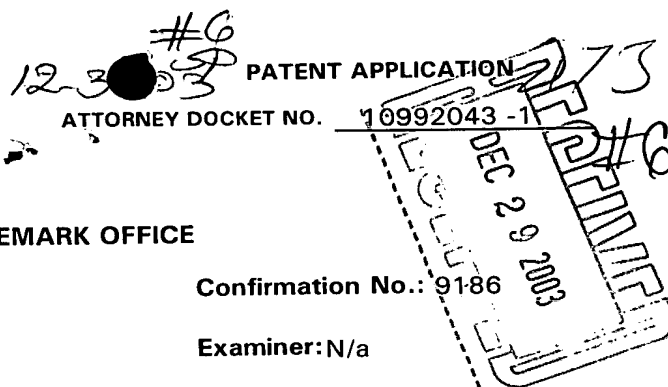 #6
12-3 03
PATENT APPLICATION
ATTORNEY DOCKET NO. 10992043 -1
#6
DEC 29 2003
EMARK OFFICE
Confirmation No.: 9186
Examiner: N/a